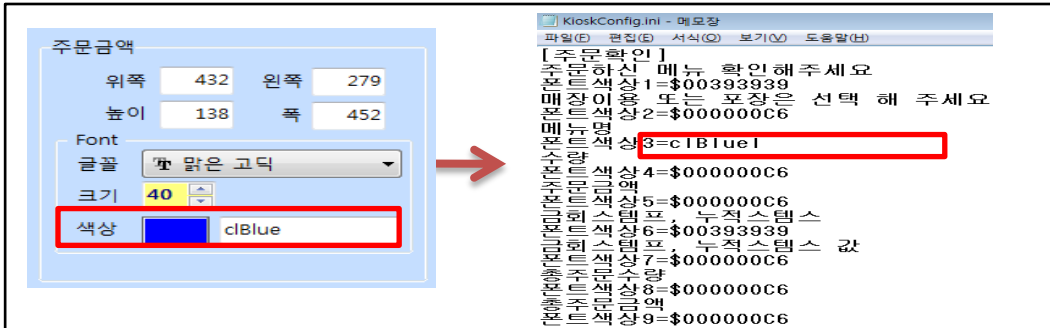 주문금액
위쪽 432 왼쪽 279
높이 138 폭 452
Font
글꼴 맑은 고딕
크기 40
색상 clBlue
KioskConfig.ini - 메모장
파일(F) 편집(E) 서식(O) 보기(V) 도움말(H)
[주문확인]
주문하신 메뉴 확인해주세요
폰트색상1=$00393939
매장이용 또는 포장은 선택 해 주세요
폰트색상2=$000000C6
메뉴명
폰트색상3=clBluel
수량
폰트색상4=$000000C6
주문금액
폰트색상5=$000000C6
금회스템프, 누적스템스
폰트색상6=$00393939
금회스템프, 누적스템스 값
폰트색상7=$000000C6
총주문수량
폰트색상8=$000000C6
총주문금액
폰트색상9=$000000C6